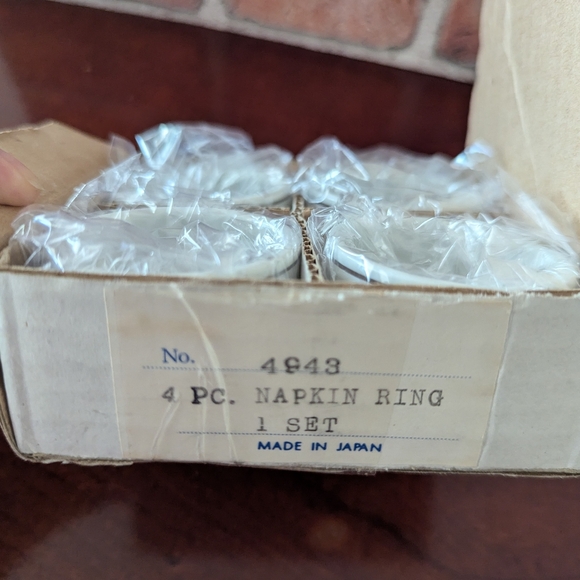 No. 4943
4 PC. NAPKIN RING
1 SET
MADE IN JAPAN